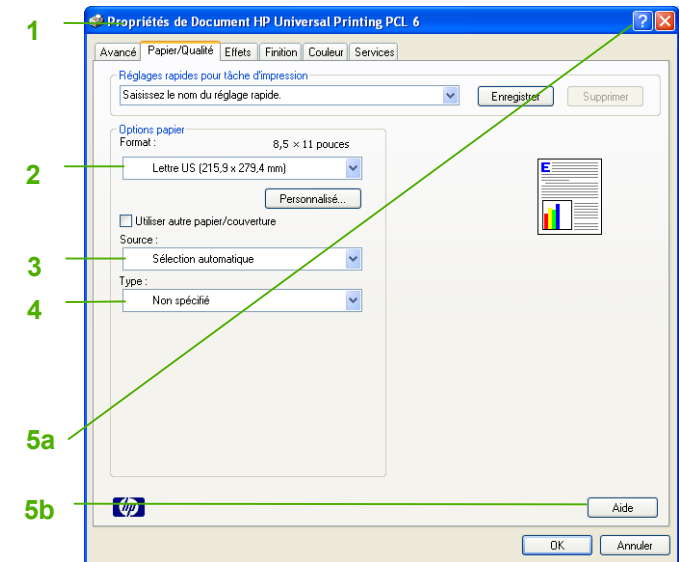 1
Propriétés de Document HP Universal Printing PCL 6
Avancé Papier/Qualité Effets Finition Couleur Services
Réglages rapides pour tâche d'impression
Saisissez le nom du réglage rapide.
Enregistrer Supprimer
Options papier
Format : 8,5 × 11 pouces
2 Lettre US (215,9 x 279,4 mm)
Personnalisé...
Utiliser autre papier/couverture
Source :
3 Sélection automatique
Type :
4 Non spécifié
E
5a
5b hp Aide
OK Annuler